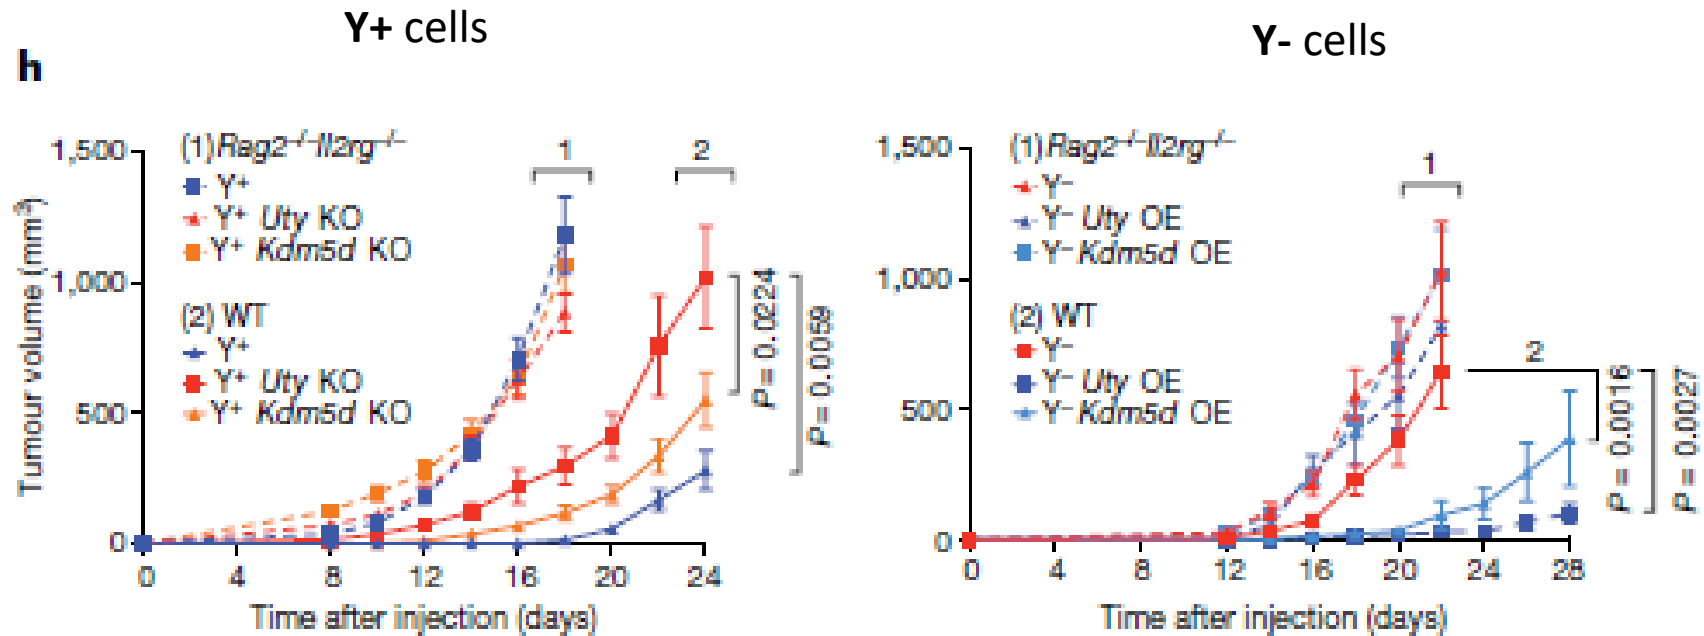 Y+ cells
Y- cells
h
(1)Rag2–/–Il2rg–/–
Y+
Y+ Uty KO
Y+ Kdm5d KO
(2) WT
Y+
Y+ Uty KO
Y+ Kdm5d KO
1
2
P = 0.0224
P = 0.0059
Tumour volume (mm³)
1,500
1,000
500
0
0 4 8 12 16 20 24
Time after injection (days)
(1)Rag2–/–Il2rg–/–
Y–
Y– Uty OE
Y– Kdm5d OE
(2) WT
Y–
Y– Uty OE
Y– Kdm5d OE
1
2
P = 0.0016
P = 0.0027
1,500
1,000
500
0
0 4 8 12 16 20 24 28
Time after injection (days)